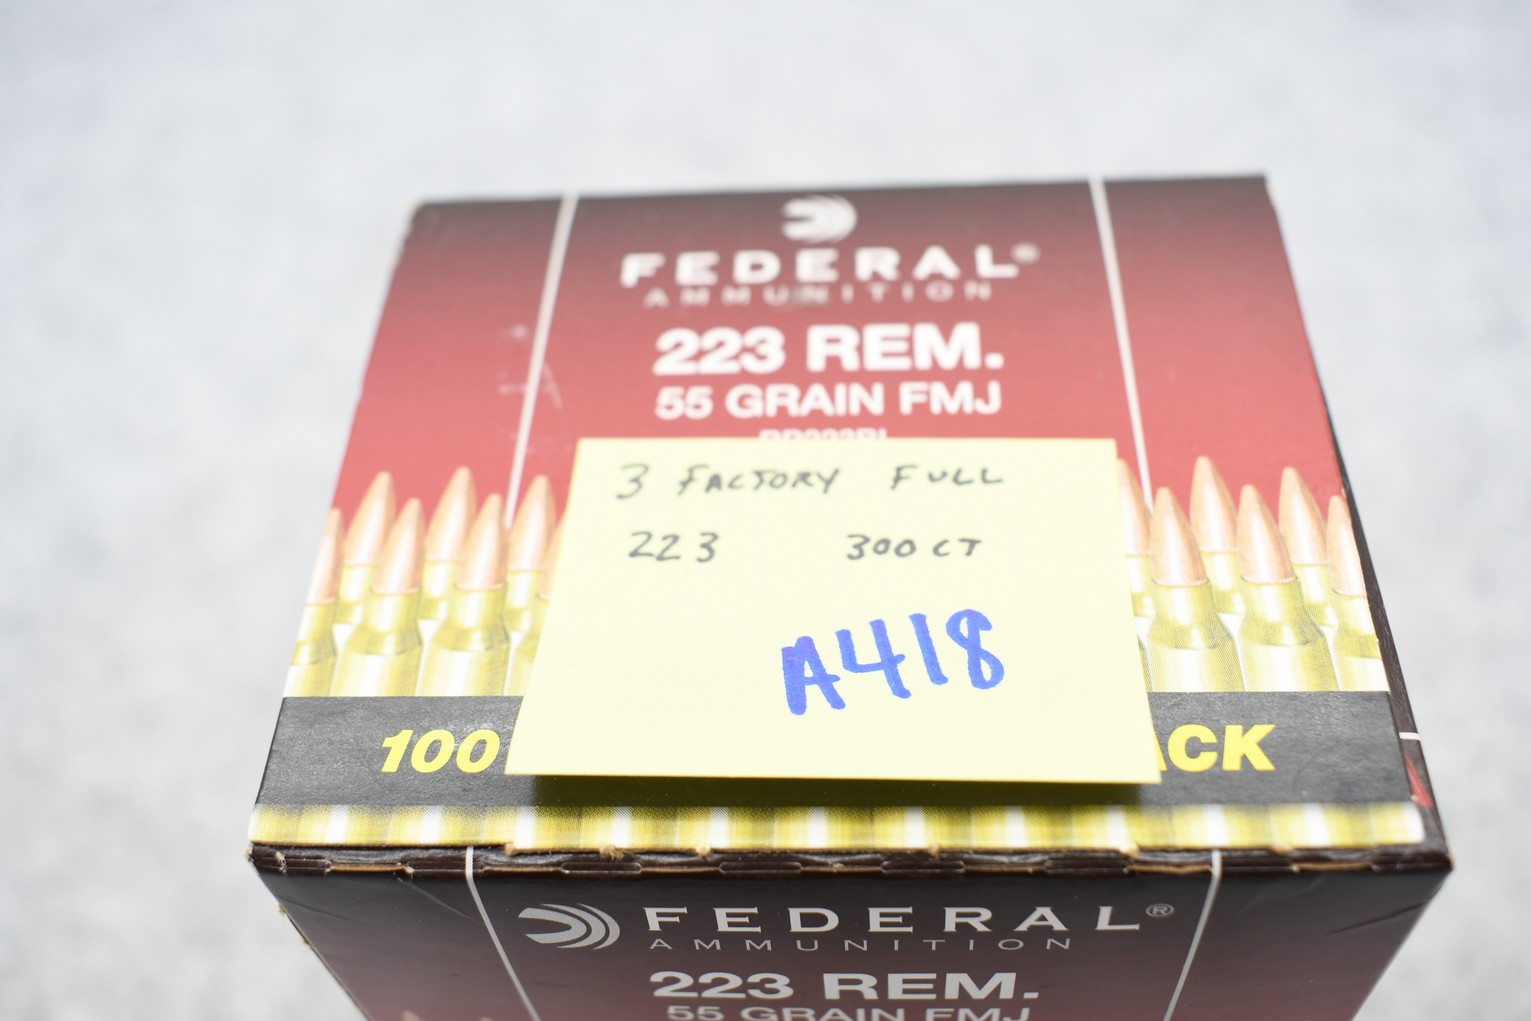 FEDERAL®
AMMUNITION
223 REM.
55 GRAIN FMJ
3 FACTORY FULL
223 300 CT
A418
100
FEDERAL®
AMMUNITION
223 REM.
55 GRAIN FMJ